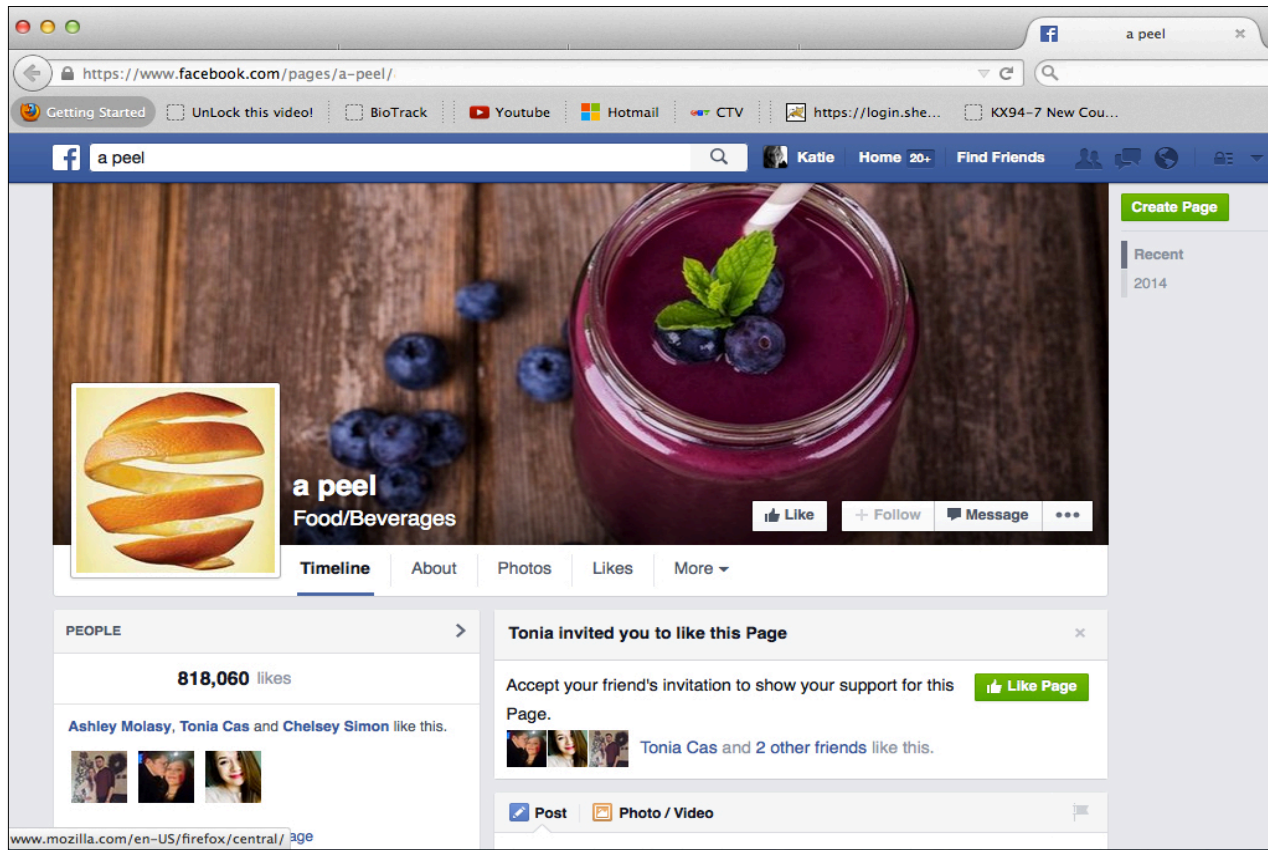 a peel
https://www.facebook.com/pages/a-peel/
Getting Started UnLock this video! BioTrack Youtube Hotmail CTV https://login.she... KX94-7 New Cou...
a peel Katie Home 20+ Find Friends
Create Page
Recent
2014
a peel
Food/Beverages
Like + Follow Message •••
Timeline About Photos Likes More
PEOPLE
818,060 likes
Ashley Molasy, Tonia Cas and Chelsey Simon like this.
Tonia invited you to like this Page
Accept your friend's invitation to show your support for this
Page.
Like Page
Tonia Cas and 2 other friends like this.
Post Photo / Video
www.mozilla.com/en-US/firefox/central/